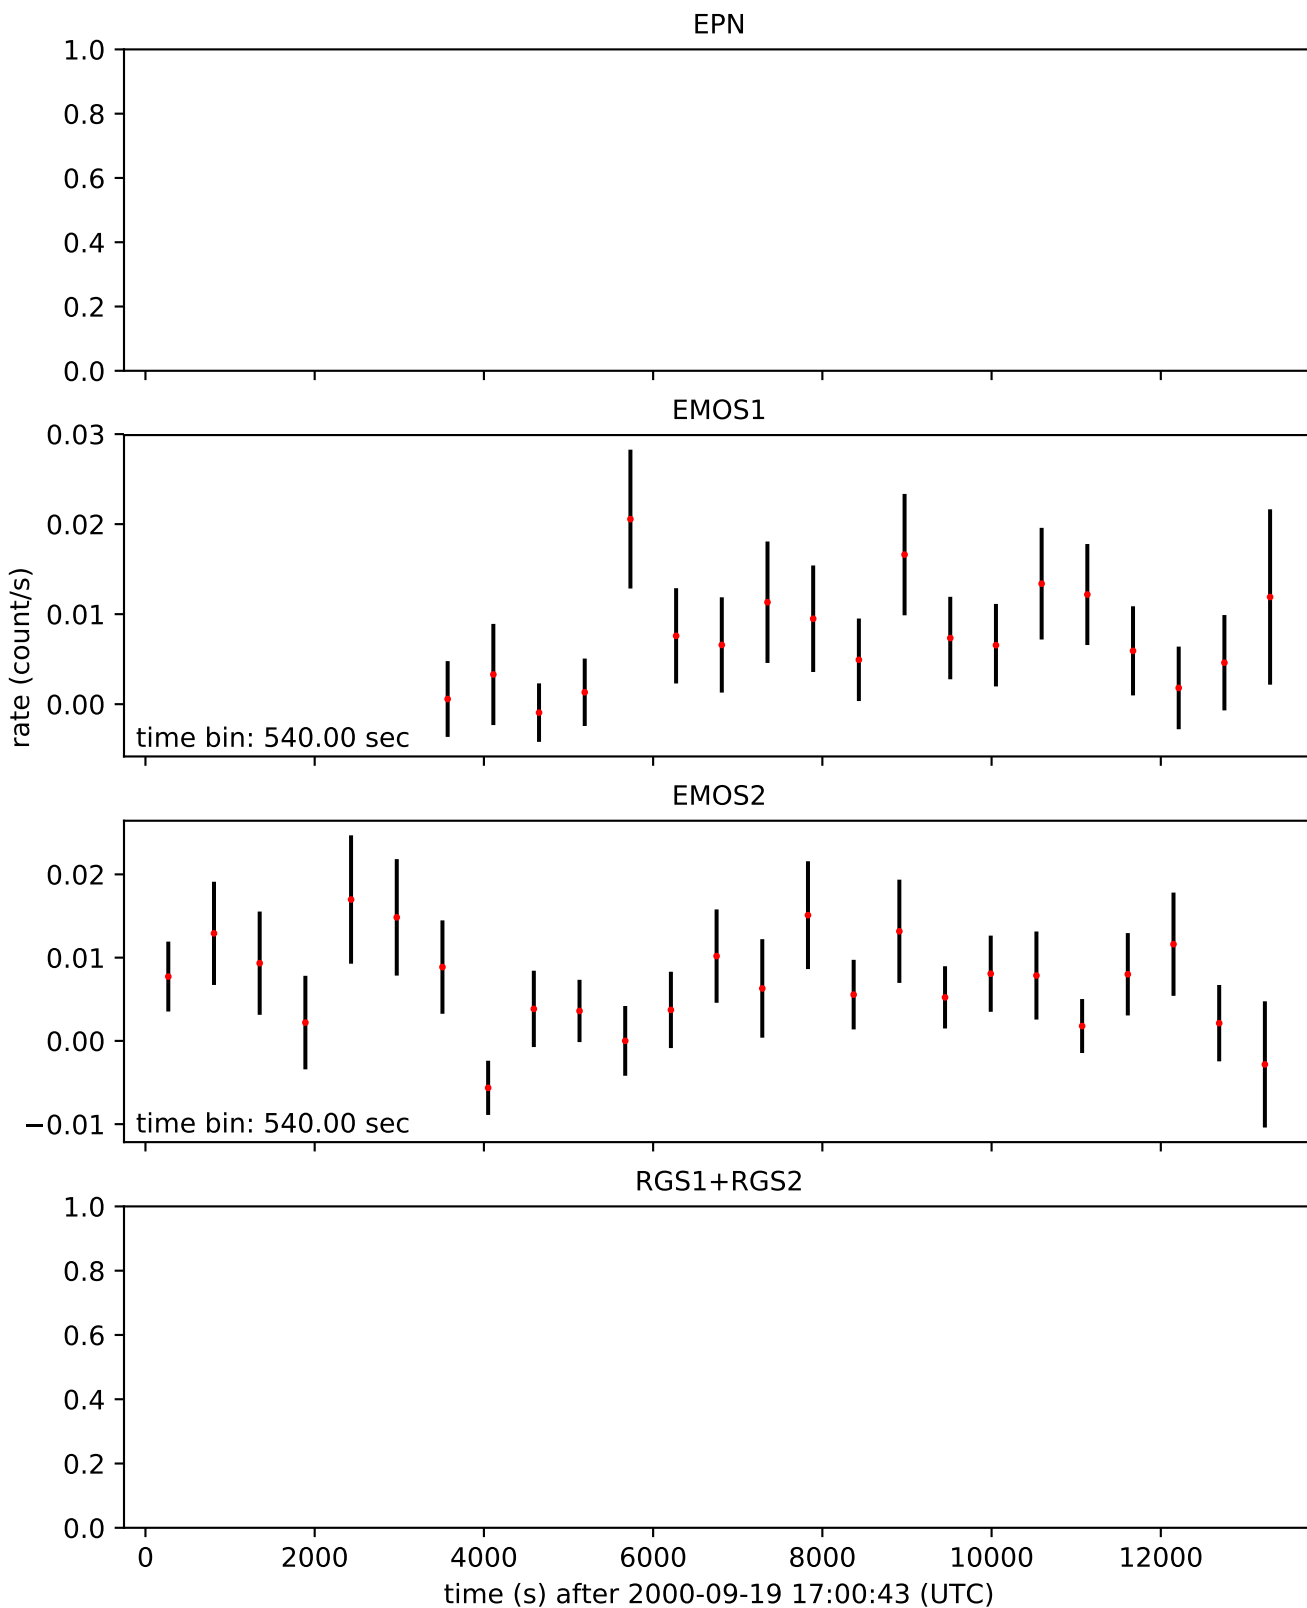 EPN
1.0
0.8
0.6
0.4
0.2
0.0
EMOS1
0.03
0.02
0.01
0.00
rate (count/s)
time bin: 540.00 sec
EMOS2
0.02
0.01
0.00
−0.01
time bin: 540.00 sec
RGS1+RGS2
1.0
0.8
0.6
0.4
0.2
0.0
0 2000 4000 6000 8000 10000 12000
time (s) after 2000-09-19 17:00:43 (UTC)